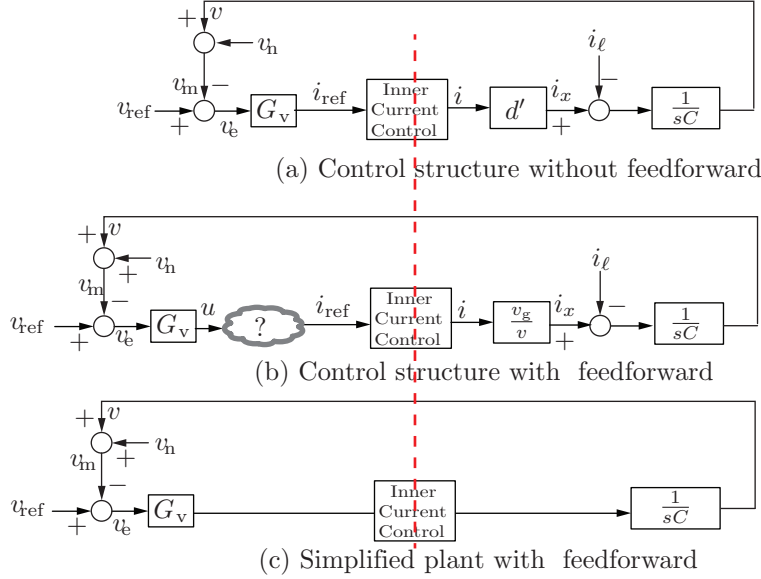 v
+
v_n
v_m
−
v_ref
+
v_e
G_v
i_ref
Inner
Current
Control
i
d′
i_x
+
i_ℓ
−
1
sC
(a) Control structure without feedforward
v
+
+
v_n
v_m
−
v_ref
+
v_e
G_v
u
?
i_ref
Inner
Current
Control
i
v_g
v
i_x
+
i_ℓ
−
1
sC
(b) Control structure with feedforward
v
+
+
v_n
v_m
−
v_ref
+
v_e
G_v
Inner
Current
Control
1
sC
(c) Simplified plant with feedforward